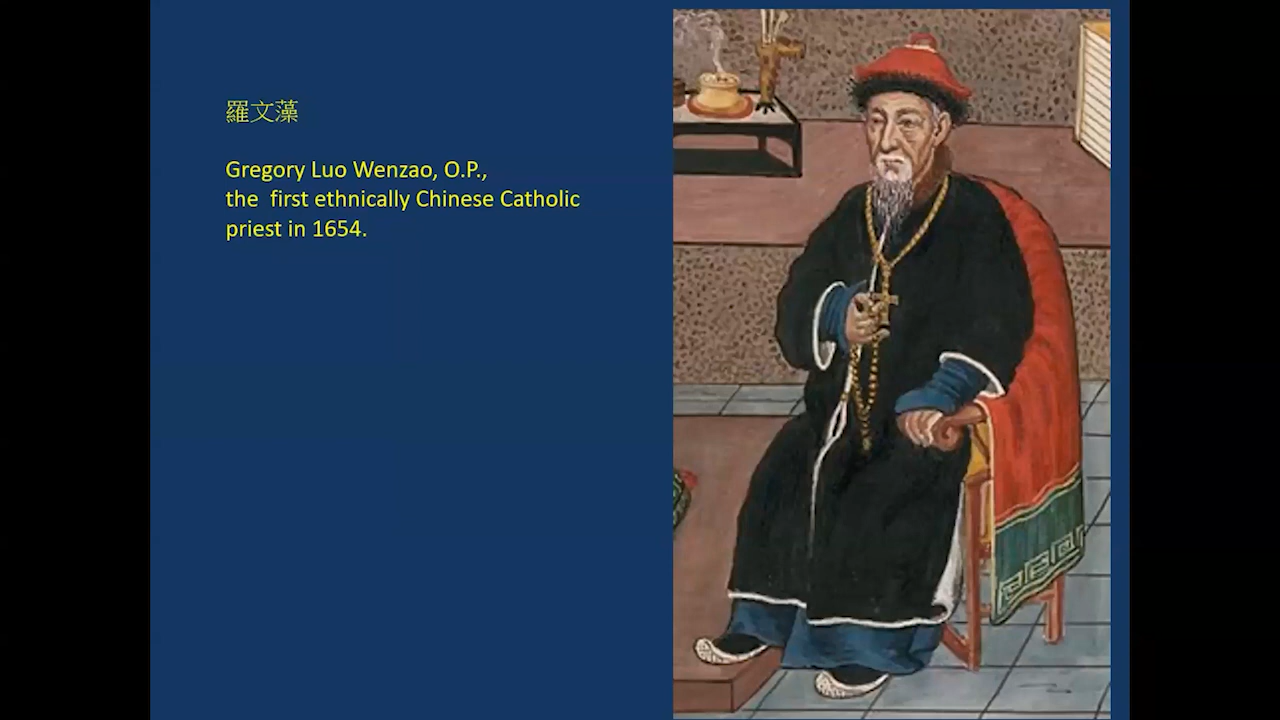 羅文藻
Gregory Luo Wenzao, O.P.,
the  first ethnically Chinese Catholic
priest in 1654.